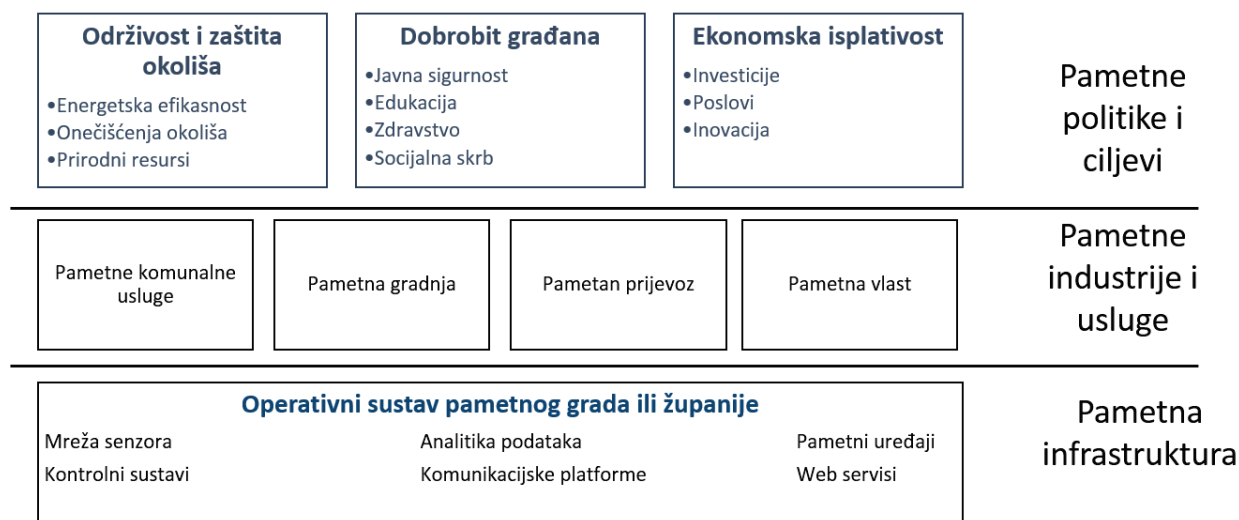 Održivost i zaštita
okoliša
•Energetska efikasnost
•Onečišćenja okoliša
•Prirodni resursi
Dobrobit građana
•Javna sigurnost
•Edukacija
•Zdravstvo
•Socijalna skrb
Ekonomska isplativost
•Investicije
•Poslovi
•Inovacija
Pametne
politike i
ciljevi
Pametne komunalne
usluge
Pametna gradnja
Pametan prijevoz
Pametna vlast
Pametne
industrije i
usluge
Operativni sustav pametnog grada ili županije
Mreža senzora
Kontrolni sustavi
Analitika podataka
Komunikacijske platforme
Pametni uređaji
Web servisi
Pametna
infrastruktura